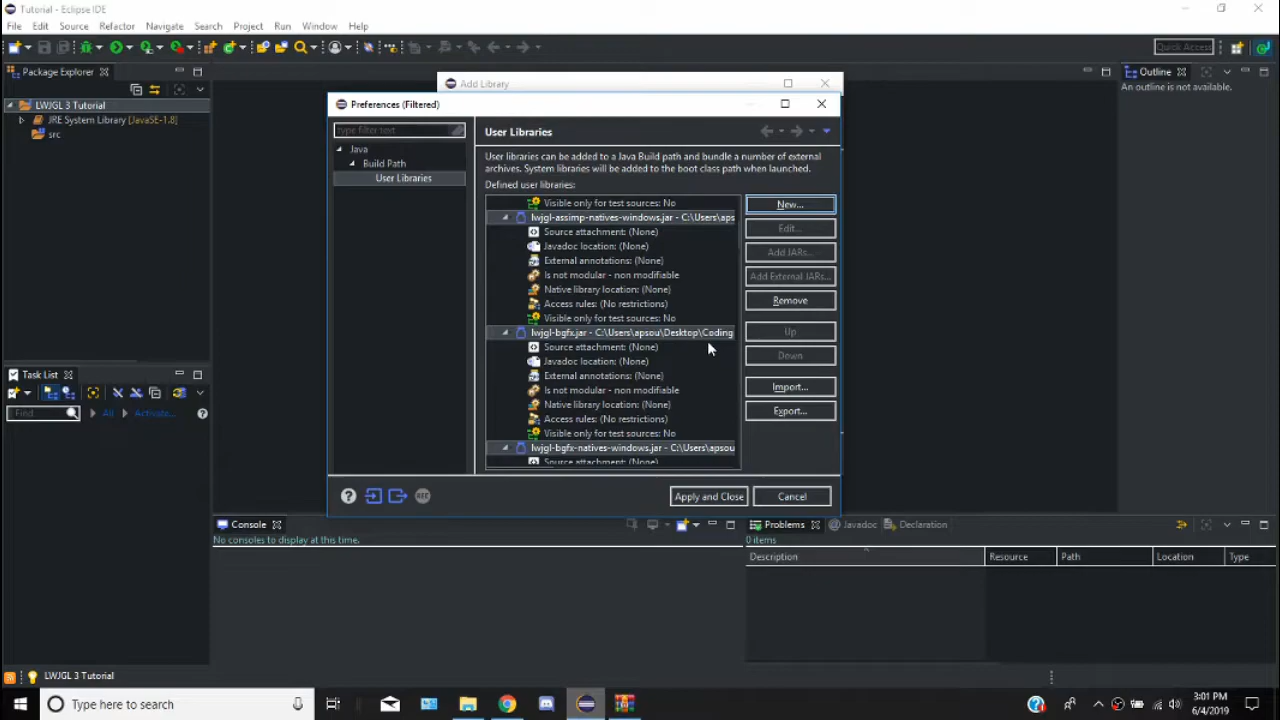 Tutorial - Eclipse IDE
File Edit Source Refactor Navigate Search Project Run Window Help
Quick Access
Package Explorer
LWJGL 3 Tutorial
JRE System Library [JavaSE-1.8]
src
Task List
Find
All
Activate...
Add Library
Preferences (Filtered)
type filter text
Java
Build Path
User Libraries
User Libraries
User libraries can be added to a Java Build path and bundle a number of external
archives. System libraries will be added to the boot class path when launched.
Defined user libraries:
Visible only for test sources: No
lwjgl-assimp-natives-windows.jar - C:\Users\aps
Source attachment: (None)
Javadoc location: (None)
External annotations: (None)
Is not modular - non modifiable
Native library location: (None)
Access rules: (No restrictions)
Visible only for test sources: No
lwjgl-bgfx.jar - C:\Users\apsou\Desktop\Coding
Source attachment: (None)
Javadoc location: (None)
External annotations: (None)
Is not modular - non modifiable
Native library location: (None)
Access rules: (No restrictions)
Visible only for test sources: No
lwjgl-bgfx-natives-windows.jar - C:\Users\apsou
Source attachment: (None)
New...
Edit...
Add JARs...
Add External JARs...
Remove
Up
Down
Import...
Export...
Apply and Close
Cancel
Outline
An outline is not available.
Console
No consoles to display at this time.
Problems Javadoc Declaration
0 items
Description Resource Path Location Type
LWJGL 3 Tutorial
Type here to search
3:01 PM
6/4/2019